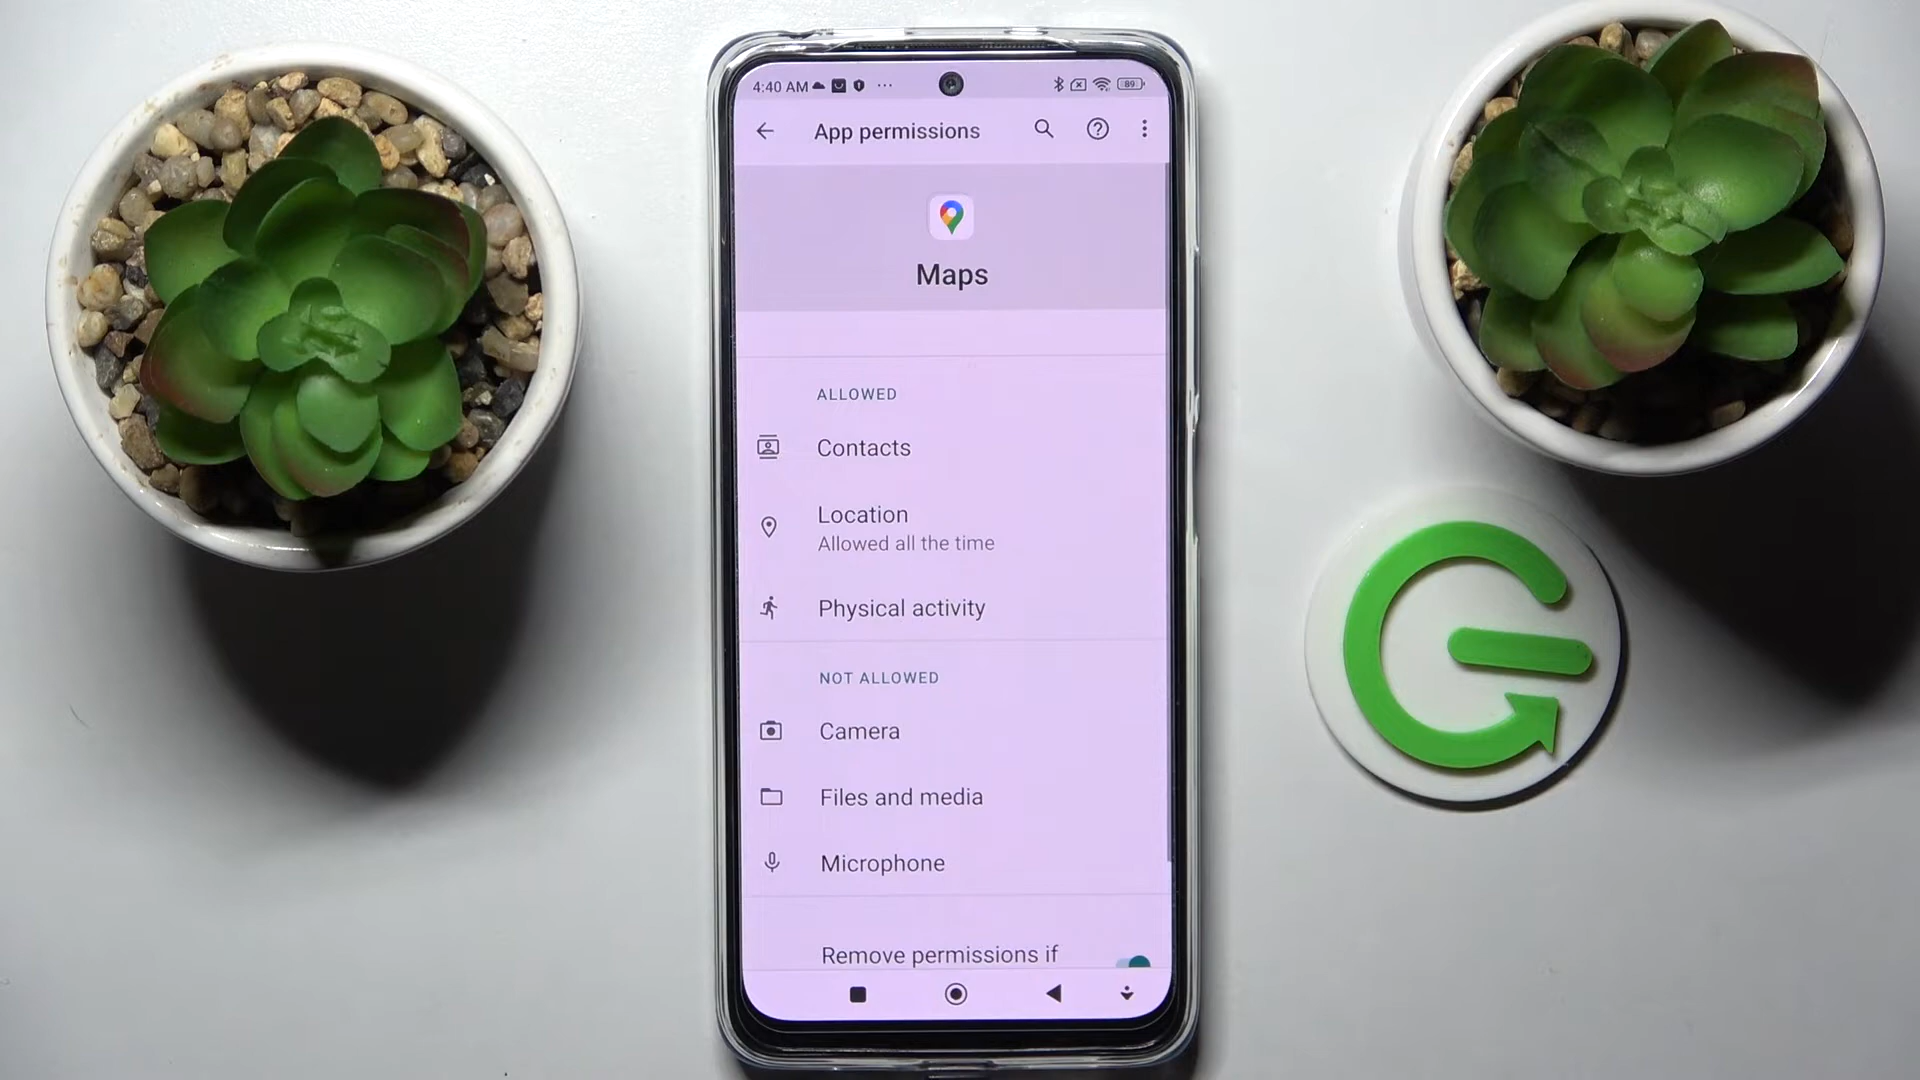 4:40 AM ... 89
App permissions
Maps
ALLOWED
Contacts
Location
Allowed all the time
Physical activity
NOT ALLOWED
Camera
Files and media
Microphone
Remove permissions if